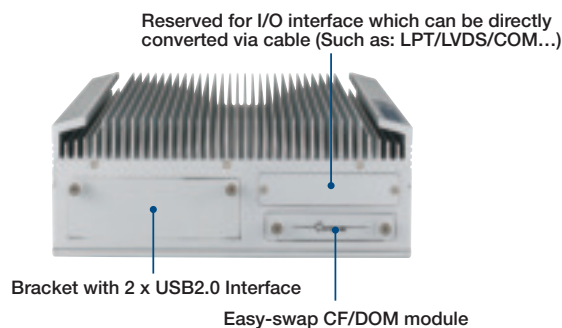 Reserved for I/O interface which can be directly
converted via cable (Such as: LPT/LVDS/COM…)
Bracket with 2 x USB2.0 Interface
Easy-swap CF/DOM module